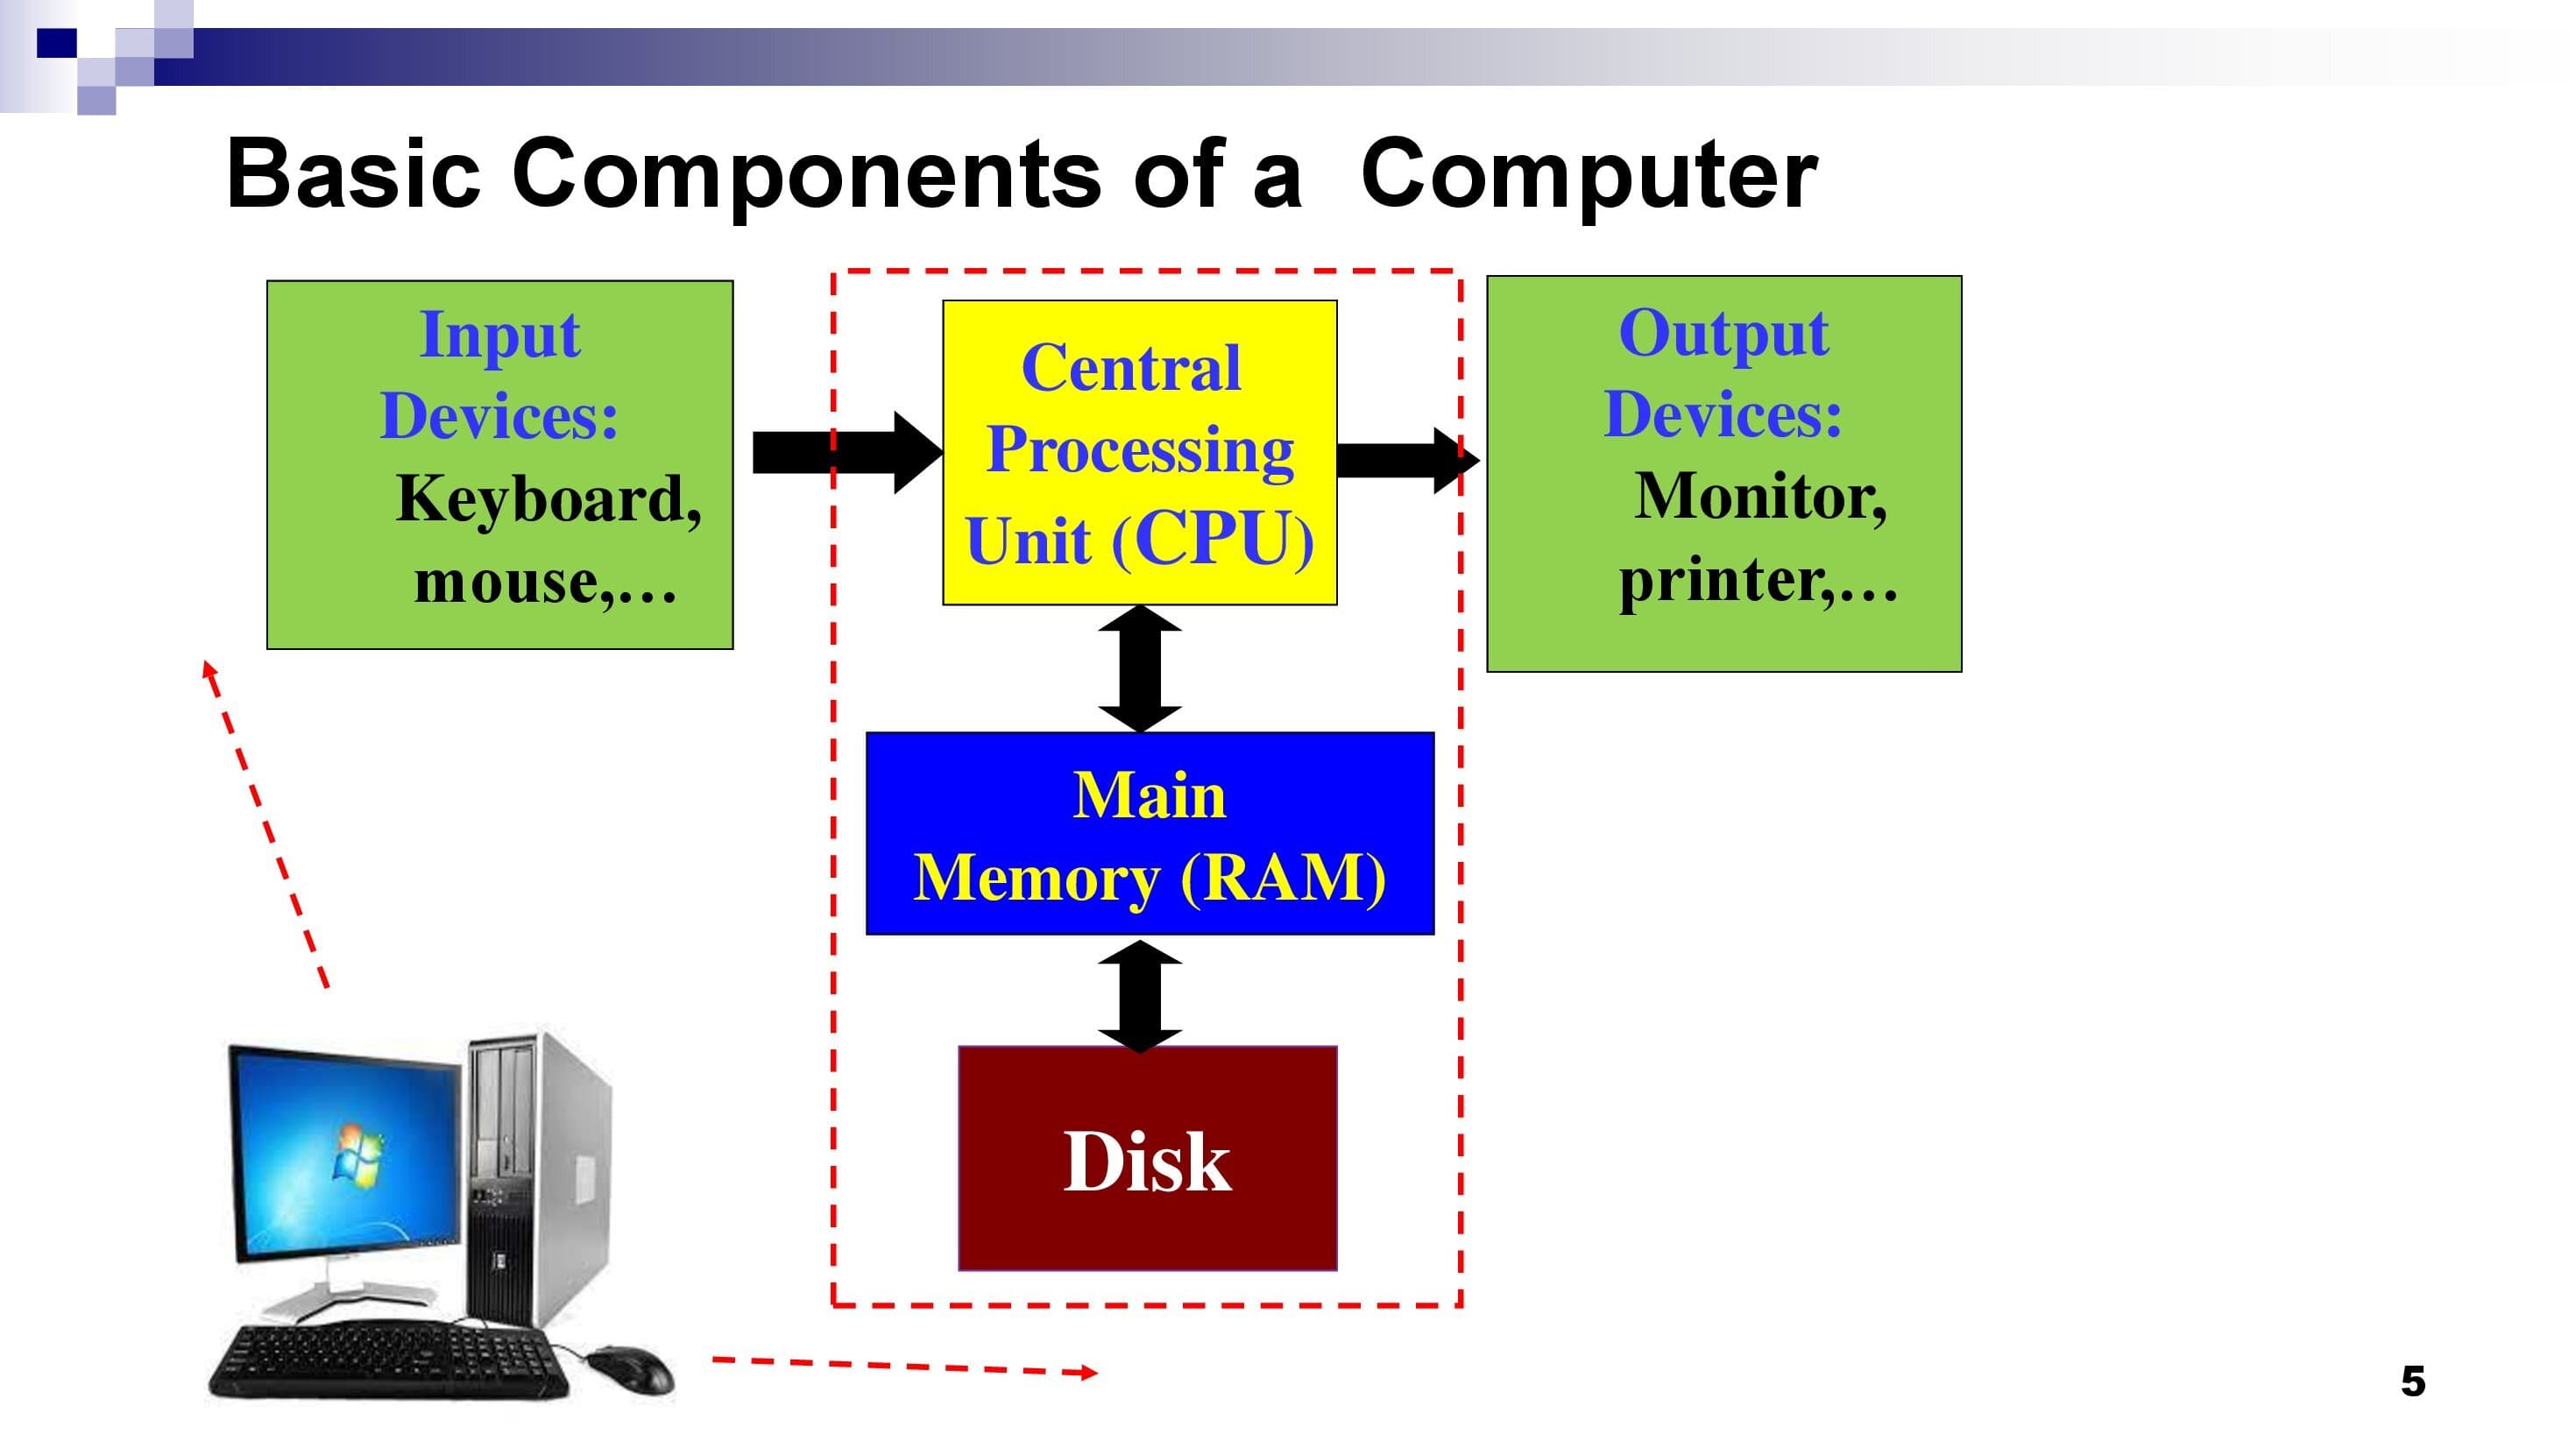 Basic Components of a Computer
Input
Devices:
Keyboard,
mouse,...
Central
Processing
Unit (CPU)
Output
Devices:
Monitor,
printer,...
Main
Memory (RAM)
Disk
5